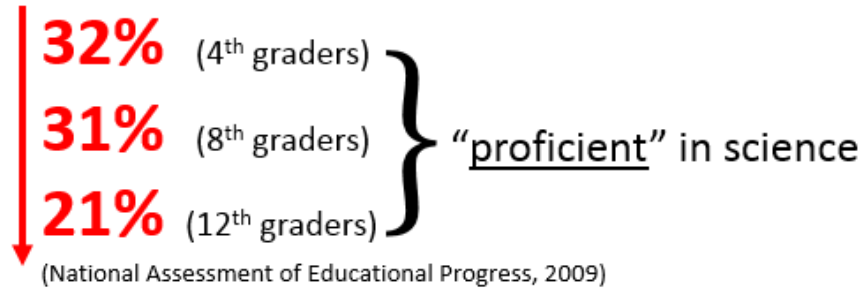 32% (4th graders)
31% (8th graders)
21% (12th graders)
“proficient” in science
(National Assessment of Educational Progress, 2009)